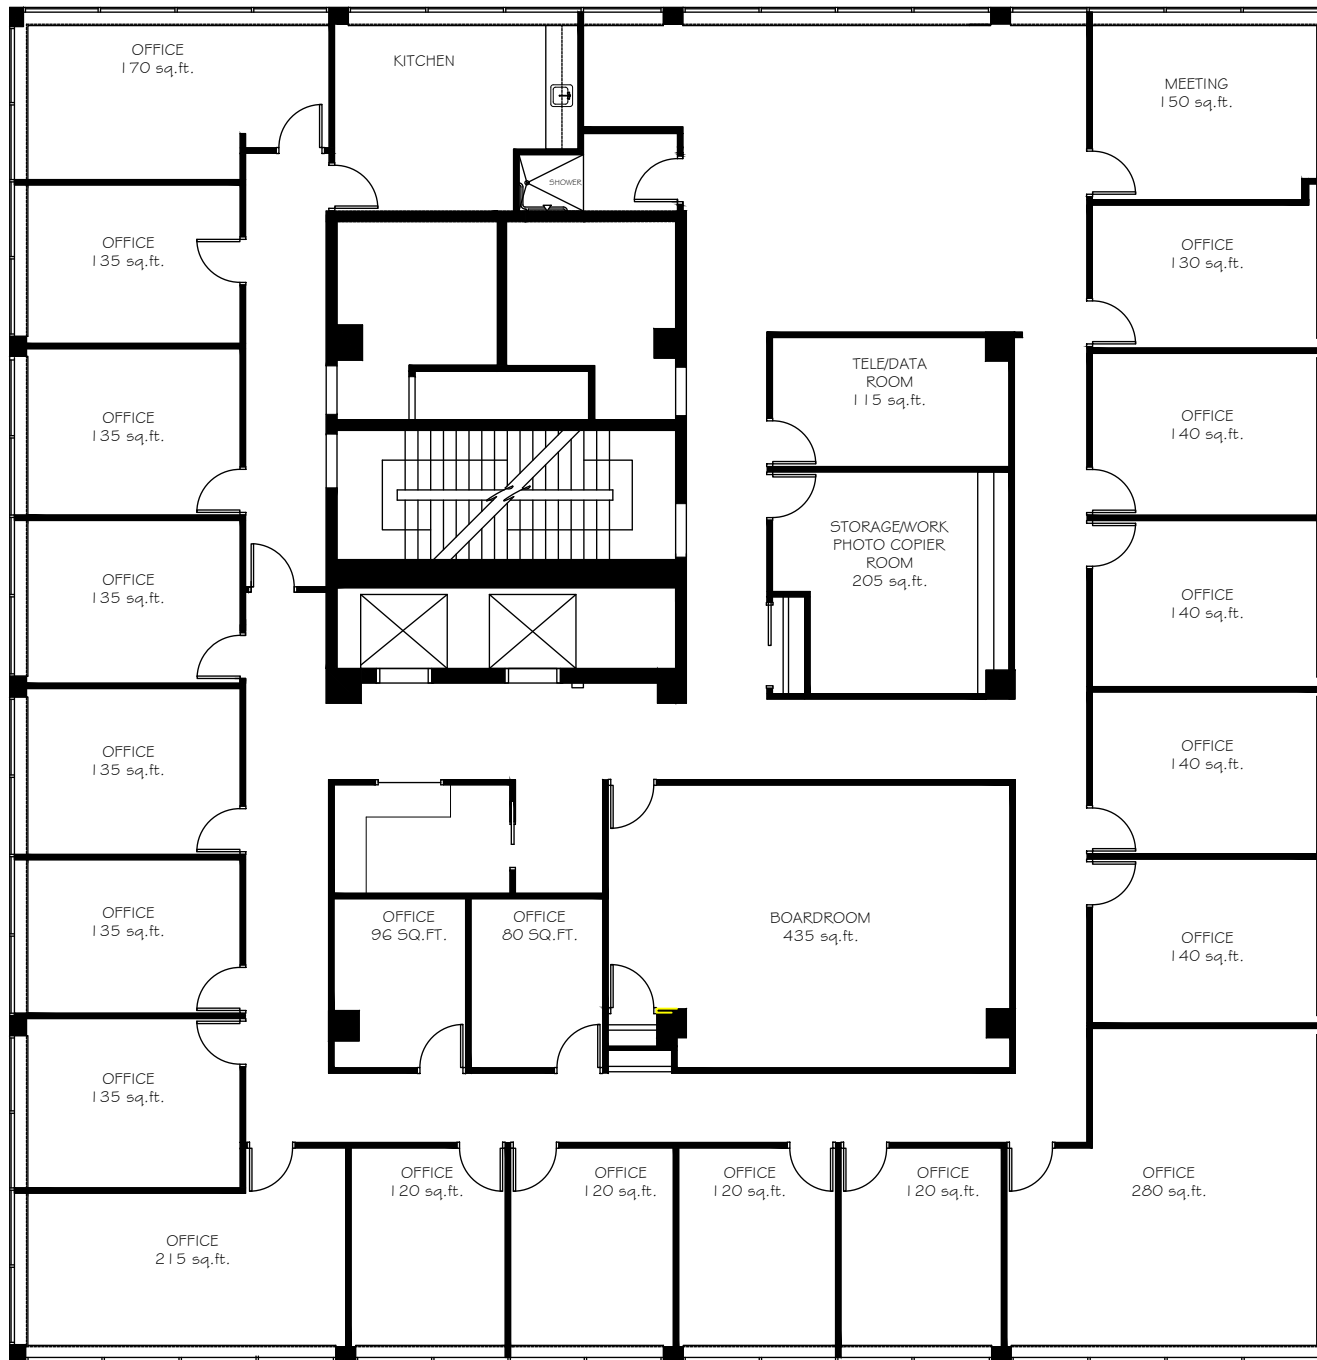 OFFICE
170 sq.ft.
KITCHEN
MEETING
150 sq.ft.
SHOWER
OFFICE
135 sq.ft.
OFFICE
130 sq.ft.
TELE/DATA
ROOM
115 sq.ft.
OFFICE
135 sq.ft.
OFFICE
140 sq.ft.
STORAGE/WORK
PHOTO COPIER
ROOM
205 sq.ft.
OFFICE
135 sq.ft.
OFFICE
140 sq.ft.
OFFICE
135 sq.ft.
OFFICE
140 sq.ft.
OFFICE
135 sq.ft.
OFFICE
96 SQ.FT.
OFFICE
80 SQ.FT.
BOARDROOM
435 sq.ft.
OFFICE
140 sq.ft.
OFFICE
135 sq.ft.
OFFICE
120 sq.ft.
OFFICE
120 sq.ft.
OFFICE
120 sq.ft.
OFFICE
120 sq.ft.
OFFICE
280 sq.ft.
OFFICE
215 sq.ft.